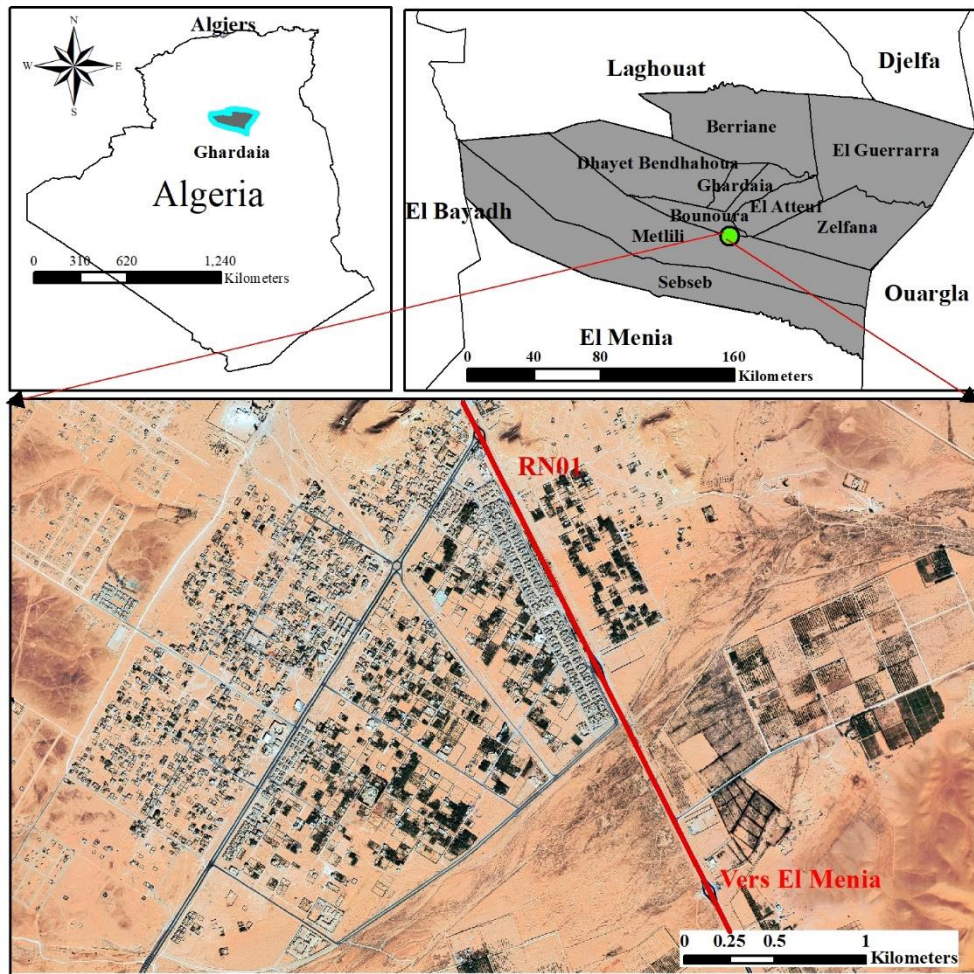 N
W E
S
Algiers
Ghardaia
Algeria
0 310 620 1,240
Kilometers
Laghouat
Djelfa
Berriane
El Guerrarra
Dhayet Bendhahoua
Ghardaia
El Atteuf
El Bayadh
Bounoura
Zelfana
Metlili
Sebseb
Ouargla
El Menia
0 40 80 160
Kilometers
RN01
Vers El Menia
0 0.25 0.5 1
Kilometers